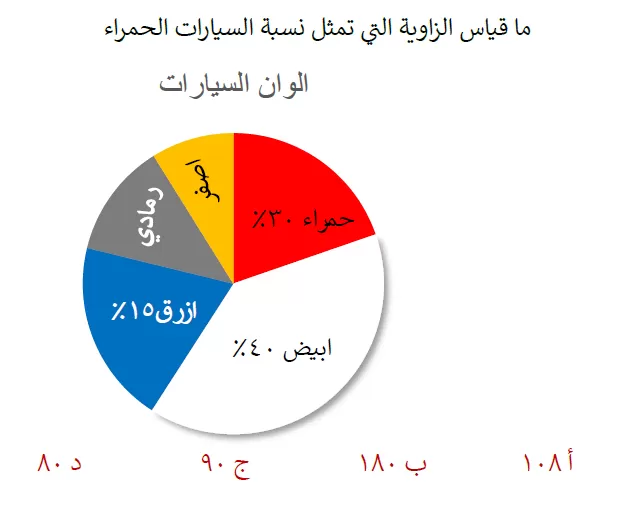 ما قياس الزاوية التي تمثل نسبة السيارات الحمراء
الوان السيارات
اصفر
رمادي
حمراء ٣٠٪
ازرق١٥٪
ابيض ٤٠٪
أ ١٠٨ ب ١٨٠ ج ٩٠ د ٨٠